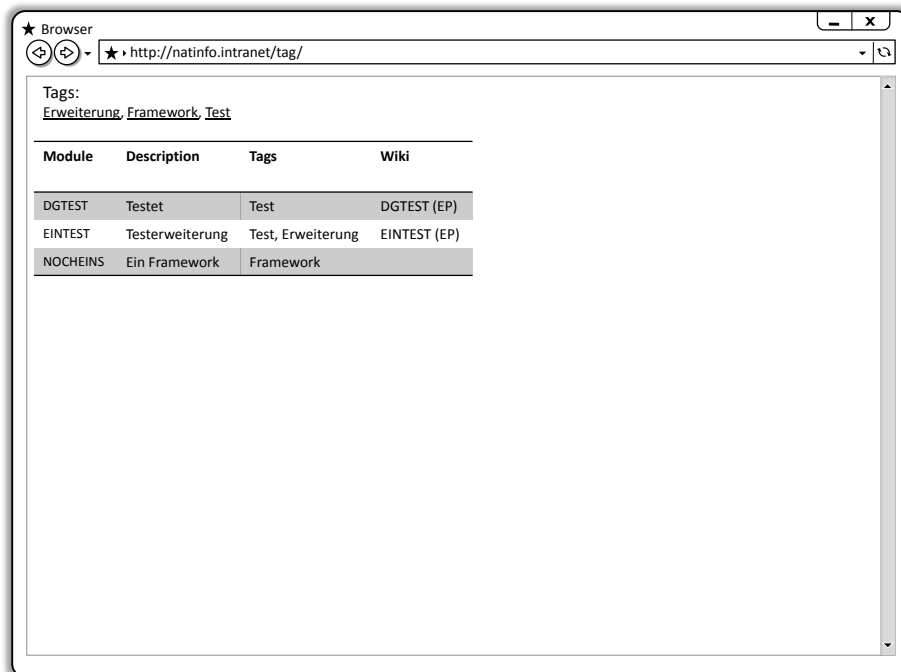 Browser
http://natinfo.intranet/tag/
Tags:
Erweiterung, Framework, Test
Module Description Tags Wiki
DGTEST Testet Test DGTEST (EP)
EINTEST Testerweiterung Test, Erweiterung EINTEST (EP)
NOCHEINS Ein Framework Framework